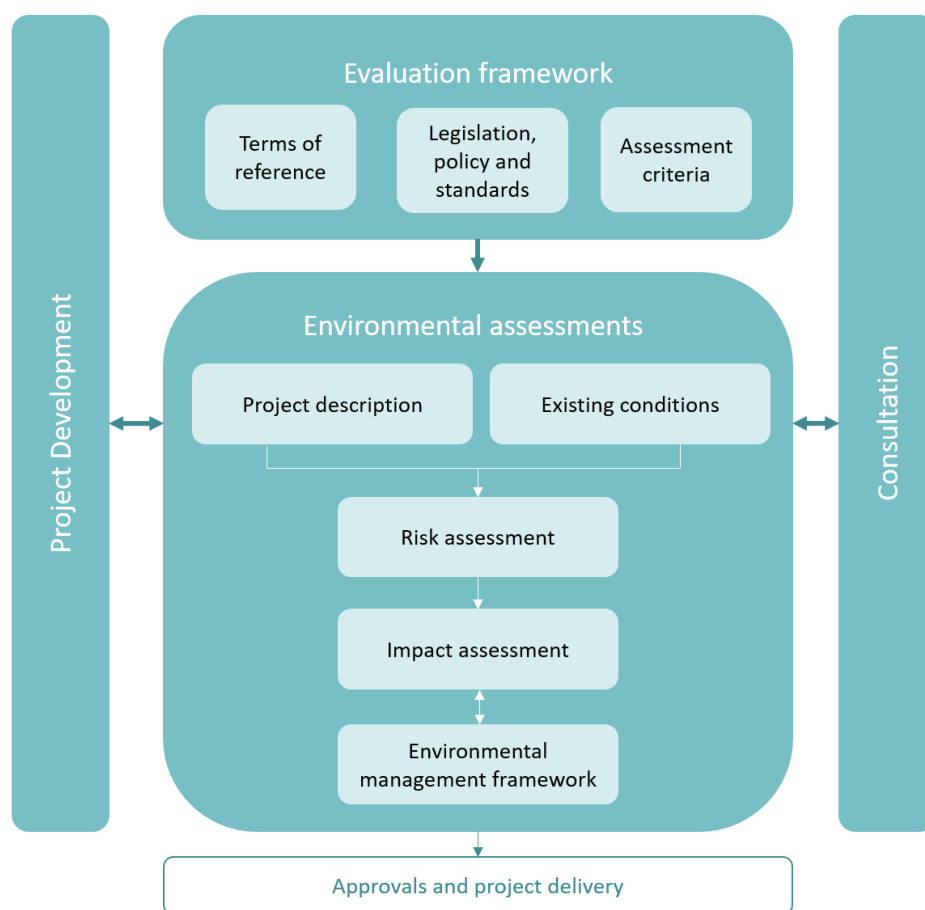 Evaluation framework
Terms of
reference
Legislation,
policy and
standards
Assessment
criteria
Project Development
Environmental assessments
Project description
Existing conditions
Risk assessment
Impact assessment
Environmental
management framework
Consultation
Approvals and project delivery